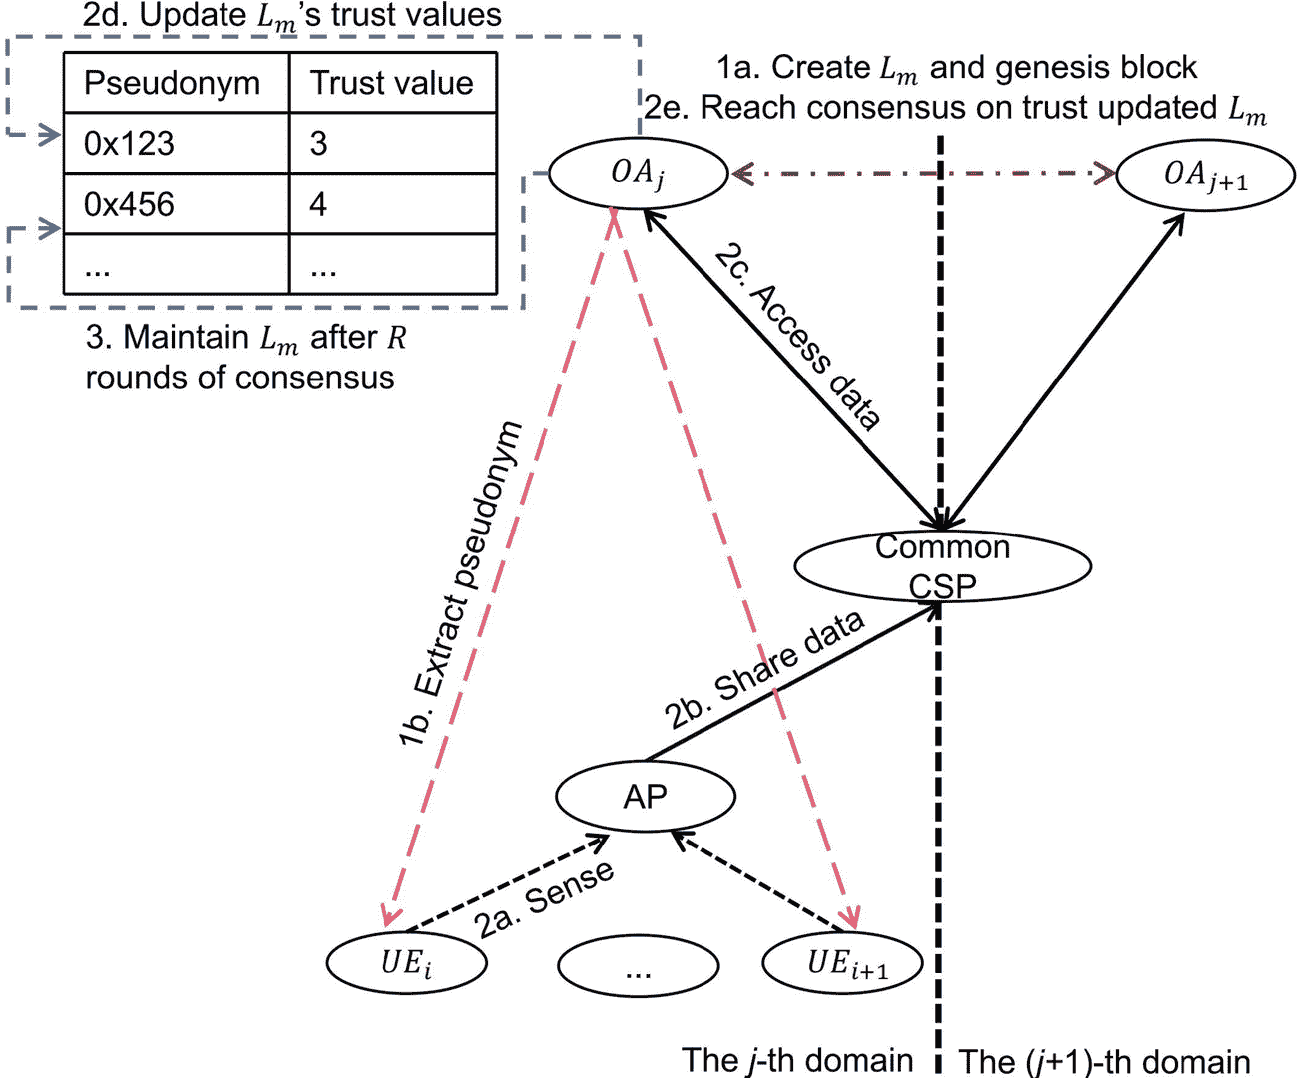 2d. Update Lₘ's trust values
Pseudonym Trust value
0x123 3
0x456 4
... ...
3. Maintain Lₘ after R
rounds of consensus
1a. Create Lₘ and genesis block
2e. Reach consensus on trust updated Lₘ
OAⱼ
OAⱼ₊₁
2c. Access data
1b. Extract pseudonym
Common
CSP
2b. Share data
AP
2a. Sense
UEᵢ
...
UEᵢ₊₁
The j-th domain
The (j+1)-th domain